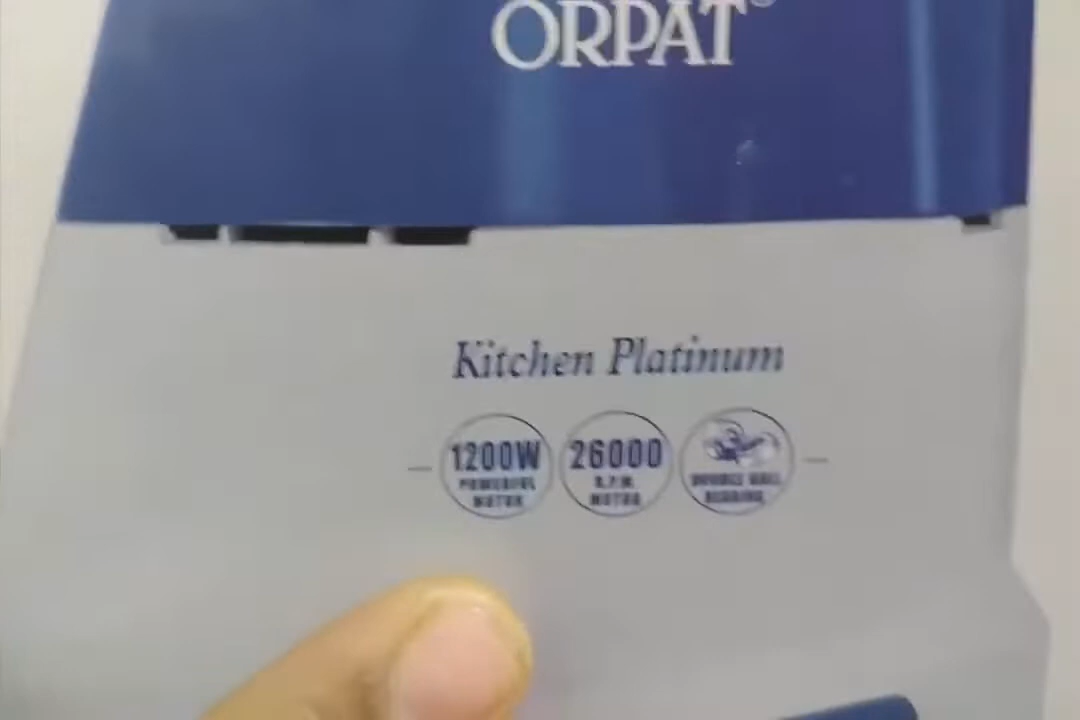 ORPAT®
Kitchen Platinum
1200W
POWERFUL
MOTOR
26000
R.P.M.
MOTOR
DOUBLE BALL
BEARING